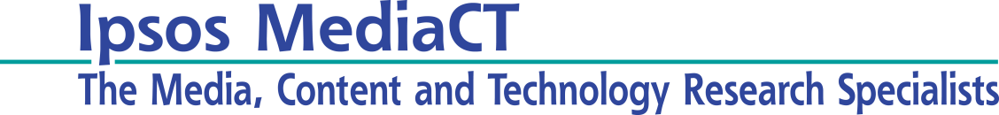 Ipsos MediaCT
The Media, Content and Technology Research Specialists